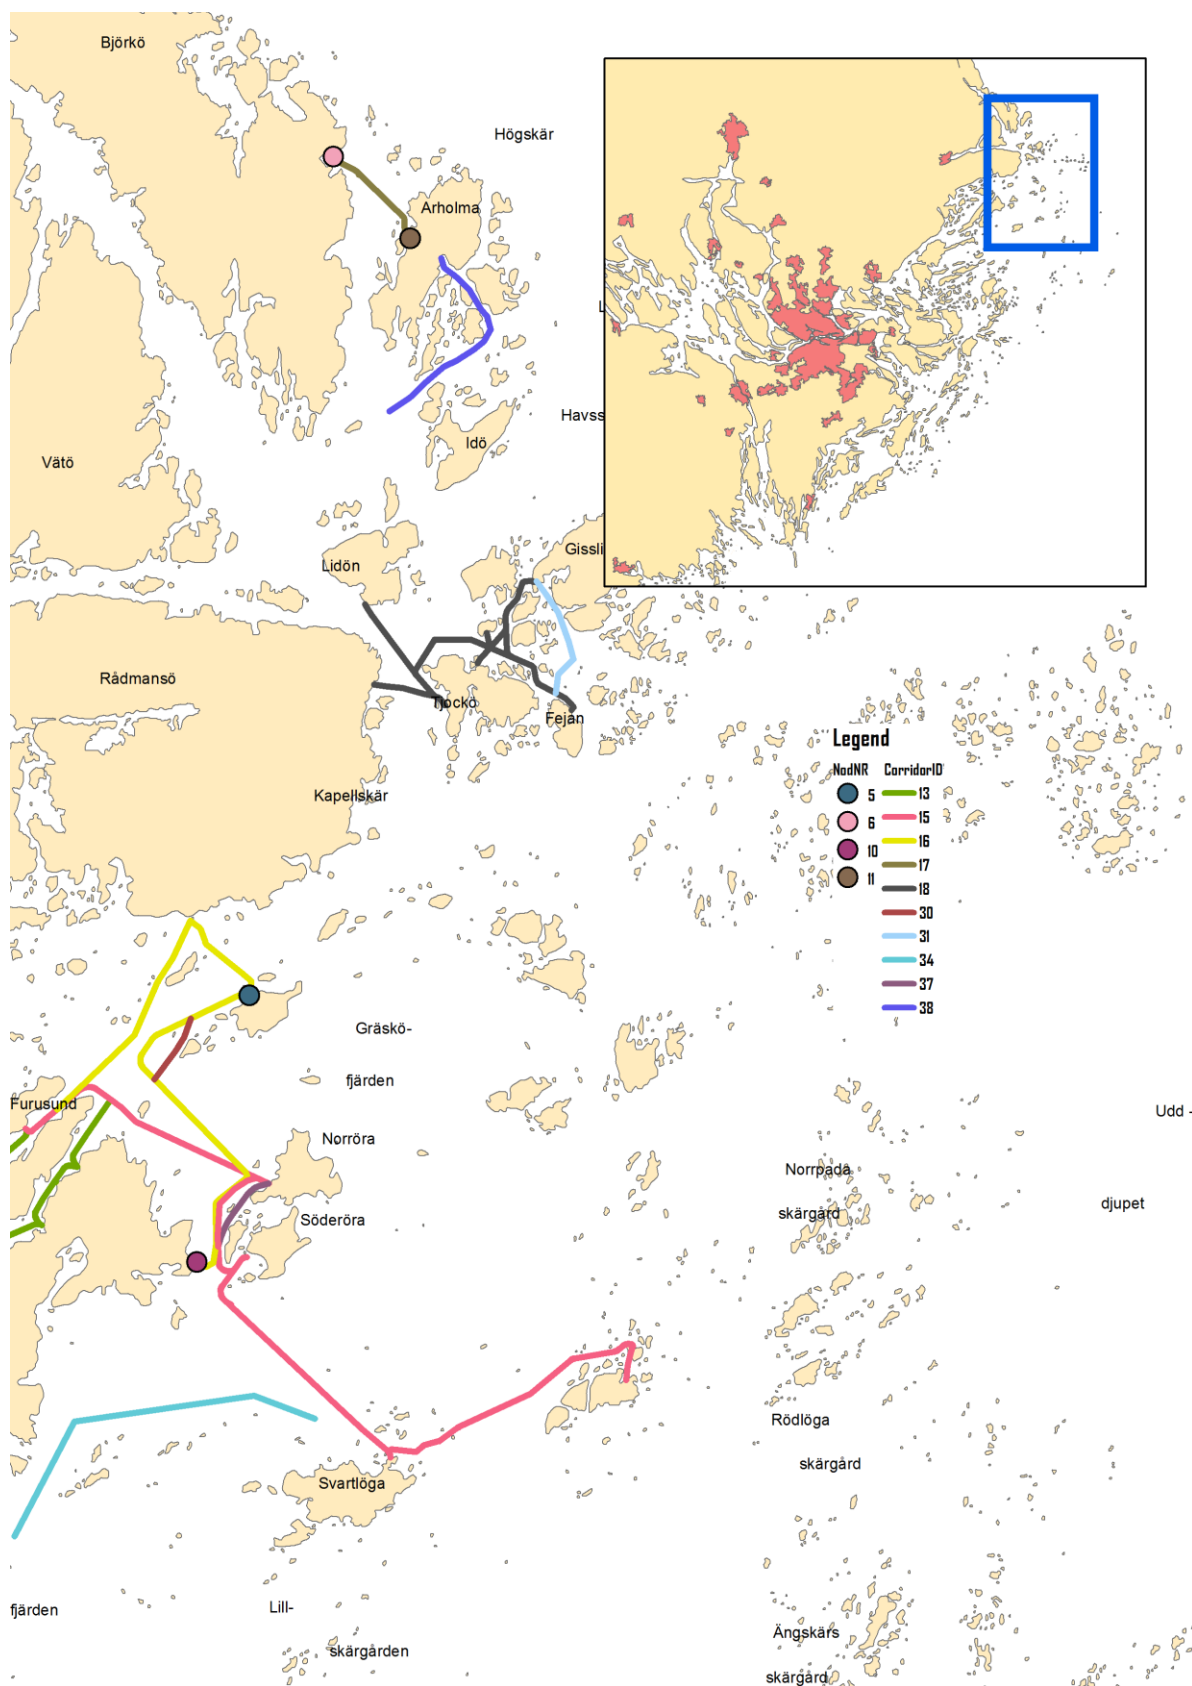 Björkö
Högskär
Arholma
L
Havss
Idö
Vätö
Gissli
Lidön
Rådmansö
Tjockö
Fejan
Kapellskär
Legend
NodNR CorridorID
5 13
6 15
10 16
11 17
18
30
31
34
37
38
Gräskö-
fjärden
Furusund
Udd -
Norröra
Norrpada
skärgård
djupet
Söderöra
Rödlöga
skärgård
Svartlöga
fjärden
Lill-
skärgården
Ängskärs
skärgård